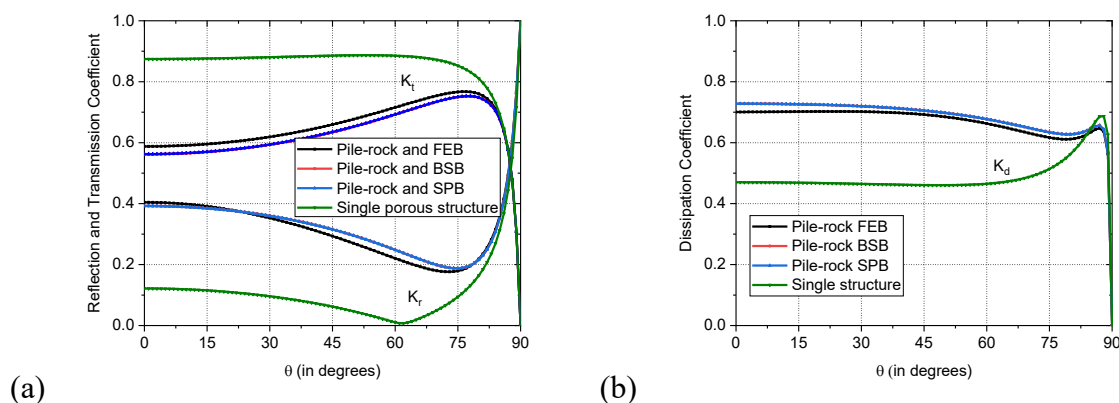 Reflection and Transmission Coefficient
1.0
0.8
0.6
0.4
0.2
0.0
K_t
Pile-rock and FEB
Pile-rock and BSB
Pile-rock and SPB
Single porous structure
K_r
0 15 30 45 60 75 90
θ (in degrees)
(a)
Dissipation Coefficient
1.0
0.8
0.6
0.4
0.2
0.0
K_d
Pile-rock FEB
Pile-rock BSB
Pile-rock SPB
Single structure
0 15 30 45 60 75 90
θ (in degrees)
(b)